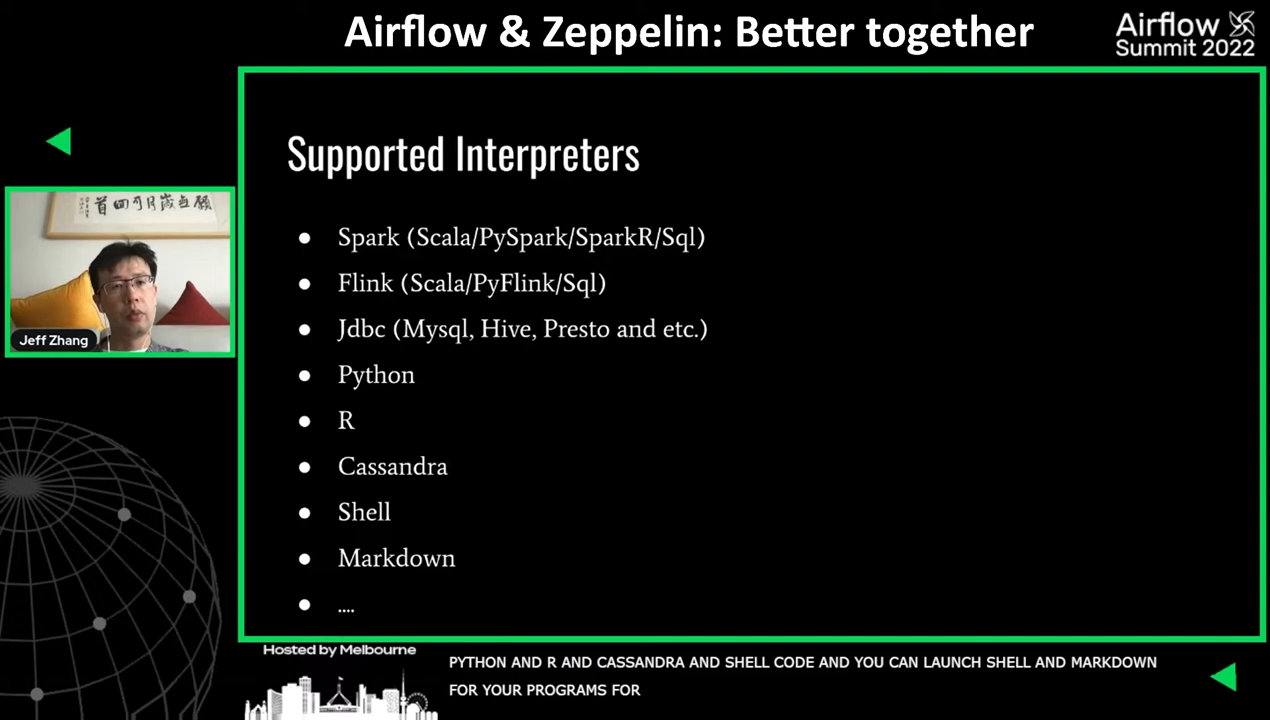 Airflow & Zeppelin: Better together
Airflow
Summit 2022
Supported Interpreters
● Spark (Scala/PySpark/SparkR/Sql)
● Flink (Scala/PyFlink/Sql)
● Jdbc (Mysql, Hive, Presto and etc.)
● Python
● R
● Cassandra
● Shell
● Markdown
● ....
Jeff Zhang
Hosted by Melbourne
PYTHON AND R AND CASSANDRA AND SHELL CODE AND YOU CAN LAUNCH SHELL AND MARKDOWN
FOR YOUR PROGRAMS FOR